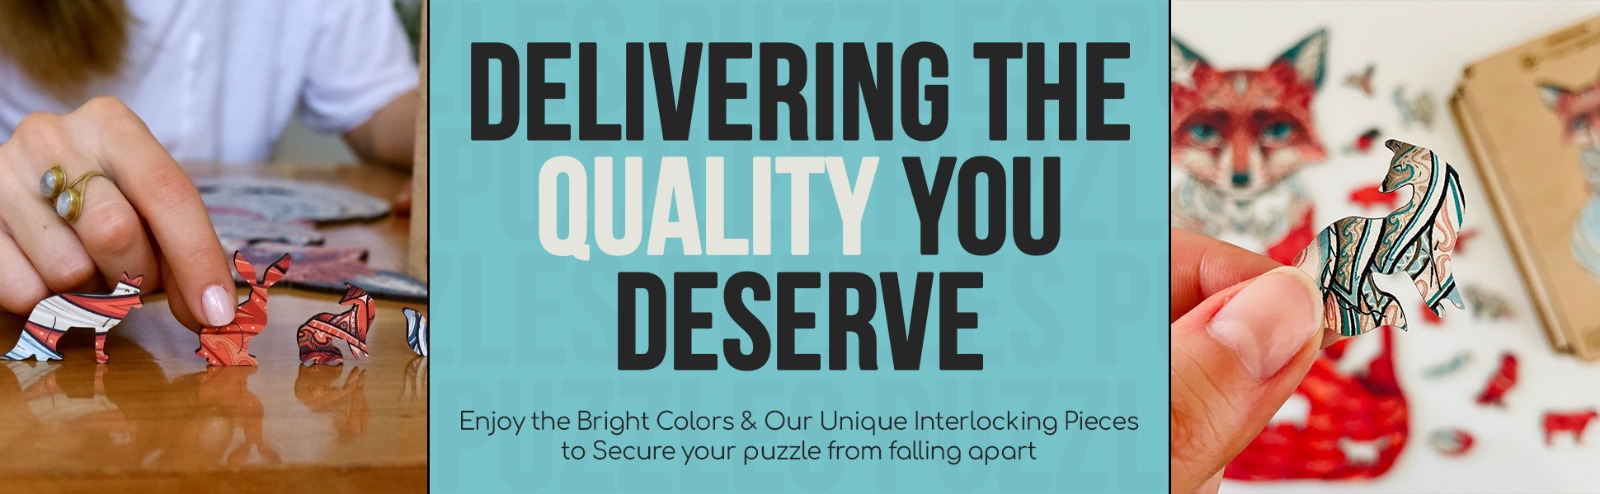 DELIVERING THE
QUALITY YOU
DESERVE
Enjoy the Bright Colors & Our Unique Interlocking Pieces
to Secure your puzzle from falling apart